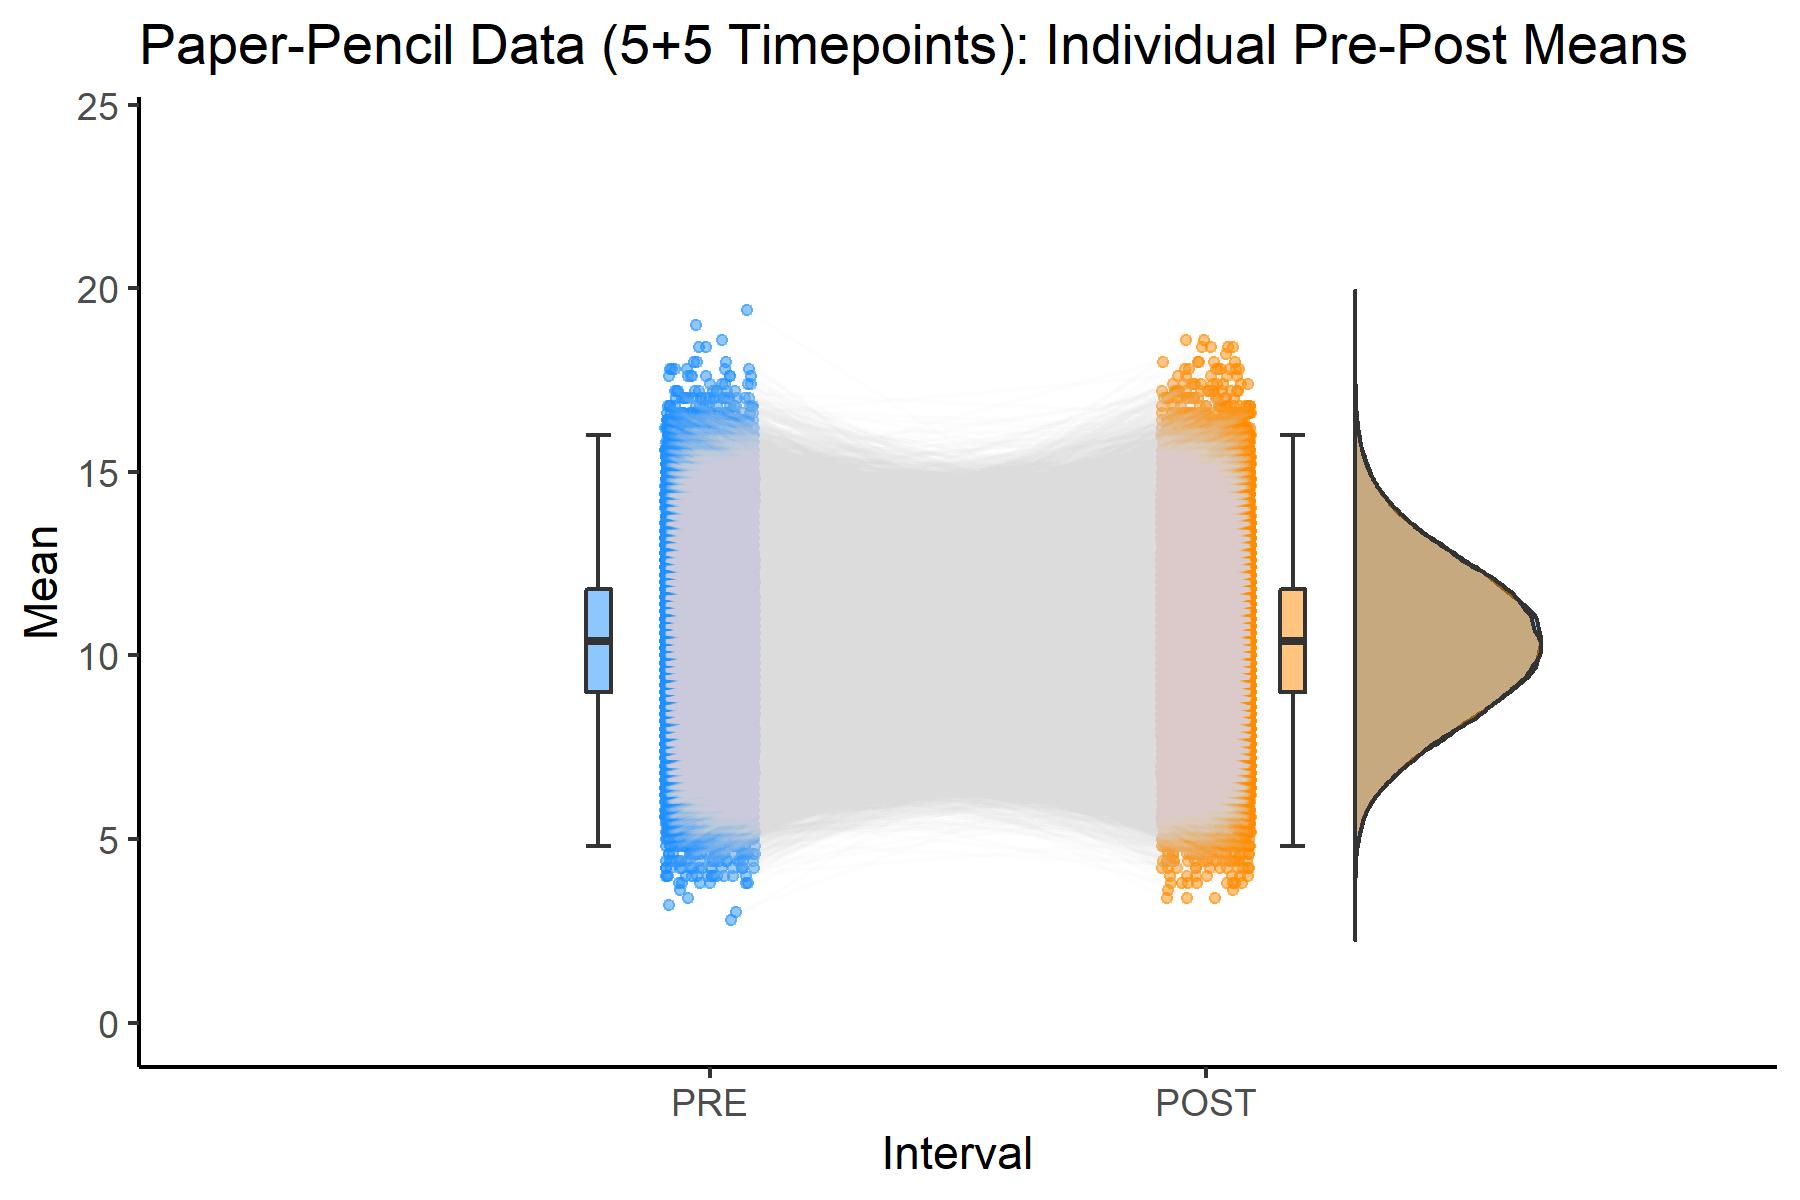 Paper-Pencil Data (5+5 Timepoints): Individual Pre-Post Means
25
20
15
10
5
0
Mean
PRE
POST
Interval